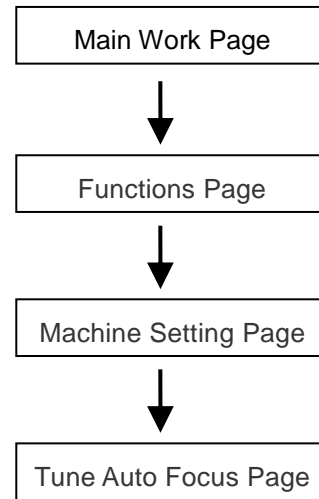 Main Work Page
Functions Page
Machine Setting Page
Tune Auto Focus Page